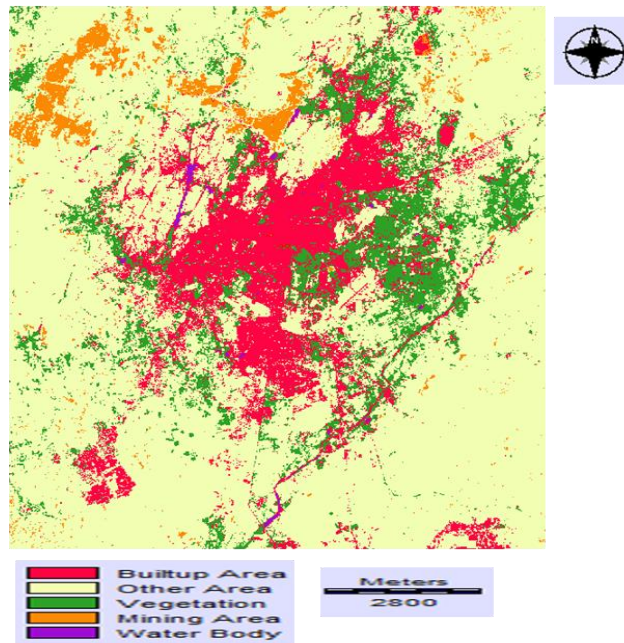 Builtup Area
Other Area
Vegetation
Mining Area
Water Body
Meters
2800